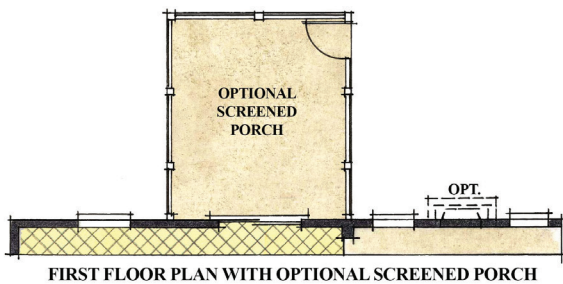 OPTIONAL
SCREENED
PORCH
OPT.
FIRST FLOOR PLAN WITH OPTIONAL SCREENED PORCH